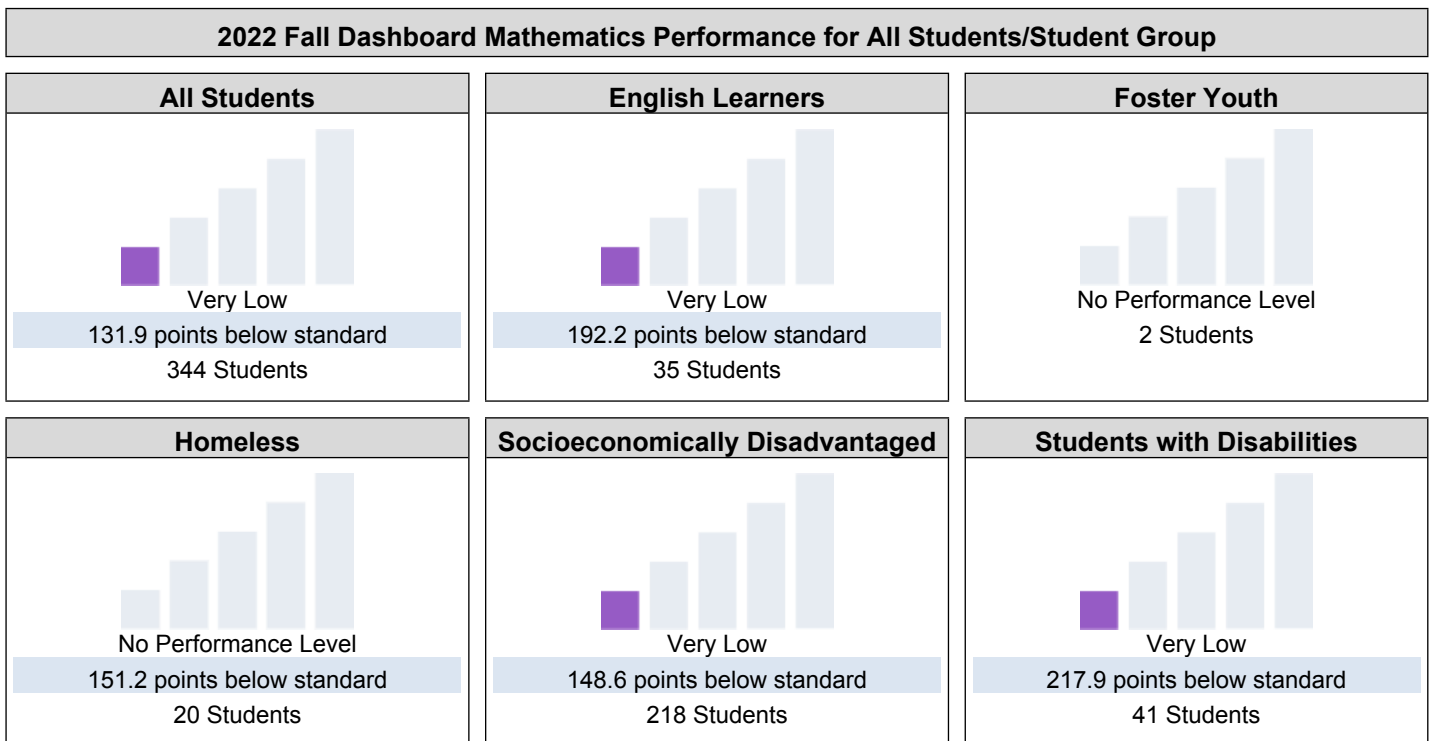 2022 Fall Dashboard Mathematics Performance for All Students/Student Group
All Students
Very Low
131.9 points below standard
344 Students
English Learners
Very Low
192.2 points below standard
35 Students
Foster Youth
No Performance Level
2 Students
Homeless
No Performance Level
151.2 points below standard
20 Students
Socioeconomically Disadvantaged
Very Low
148.6 points below standard
218 Students
Students with Disabilities
Very Low
217.9 points below standard
41 Students